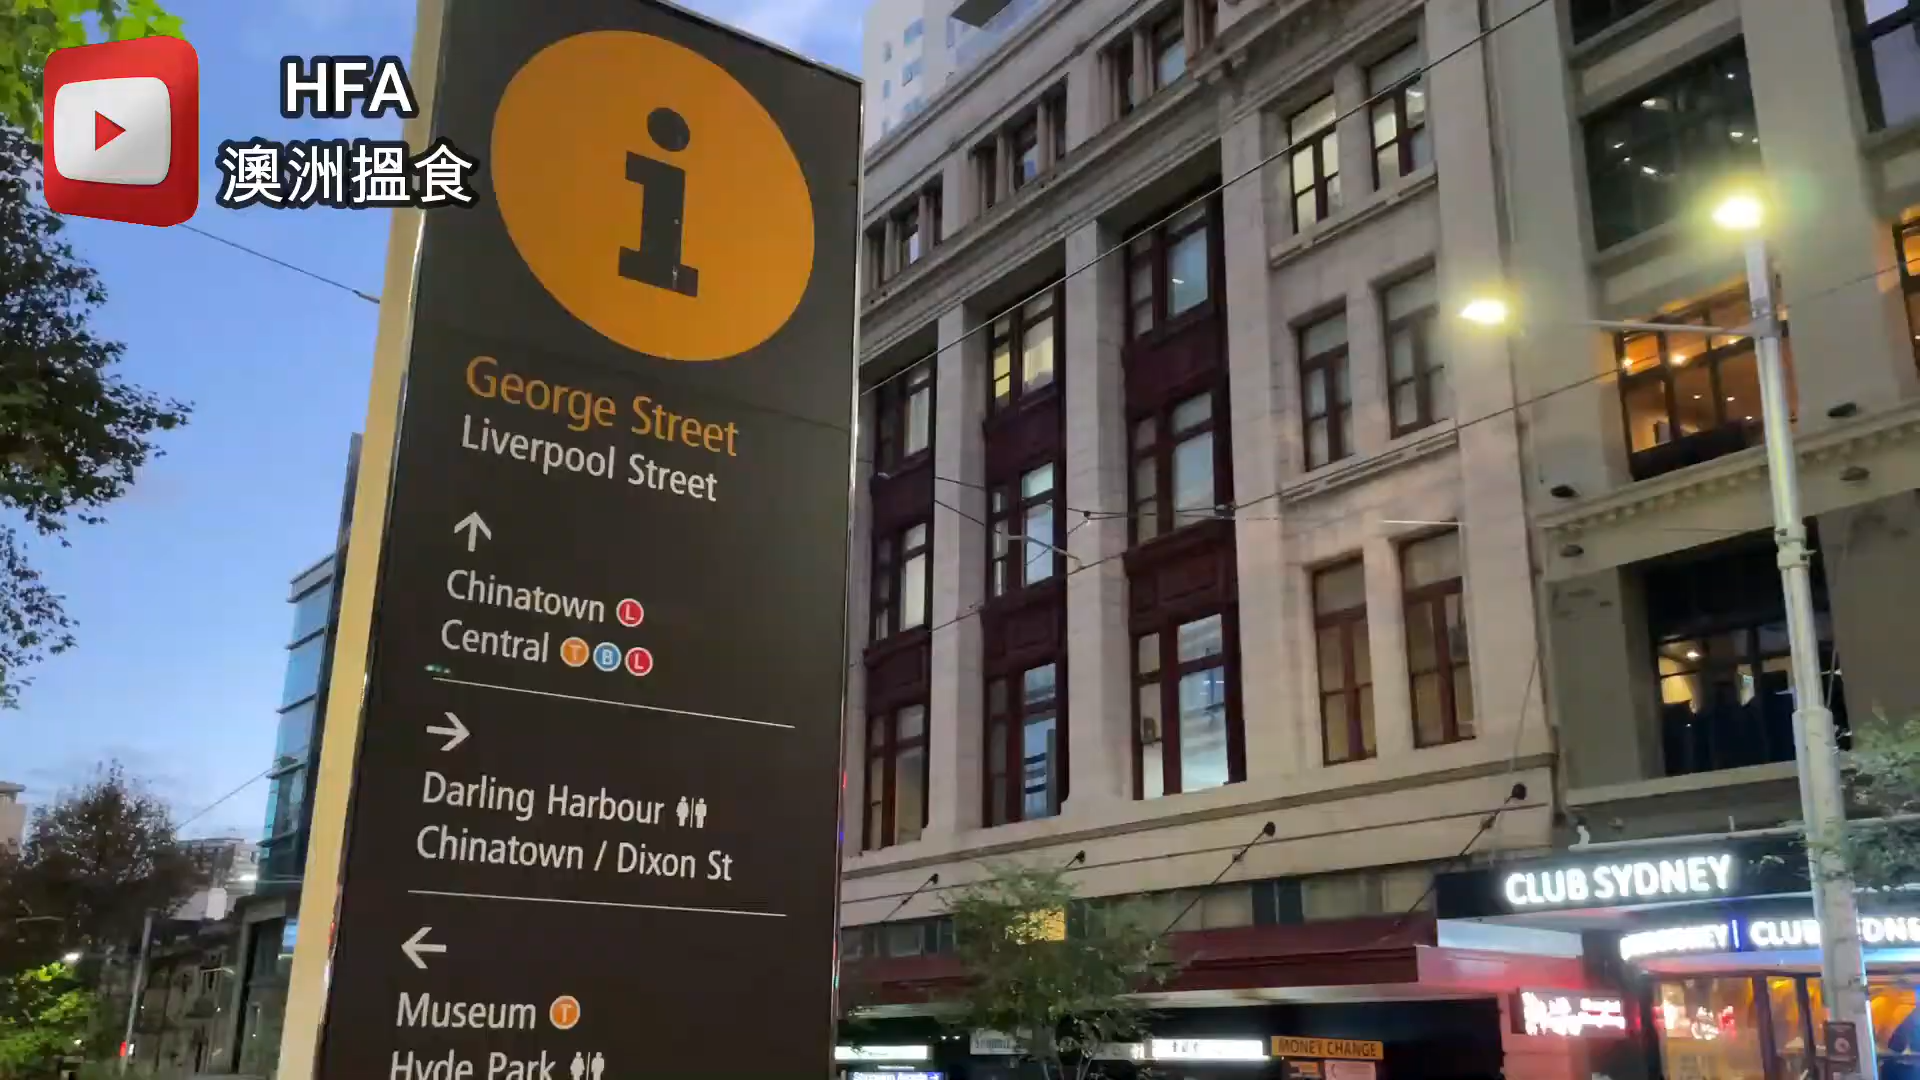 HFA
澳洲搵食
i
George Street
Liverpool Street
Chinatown L
Central T B L
Darling Harbour
Chinatown / Dixon St
Museum T
Hyde Park
CLUB SYDNEY
MONEY CHANGE